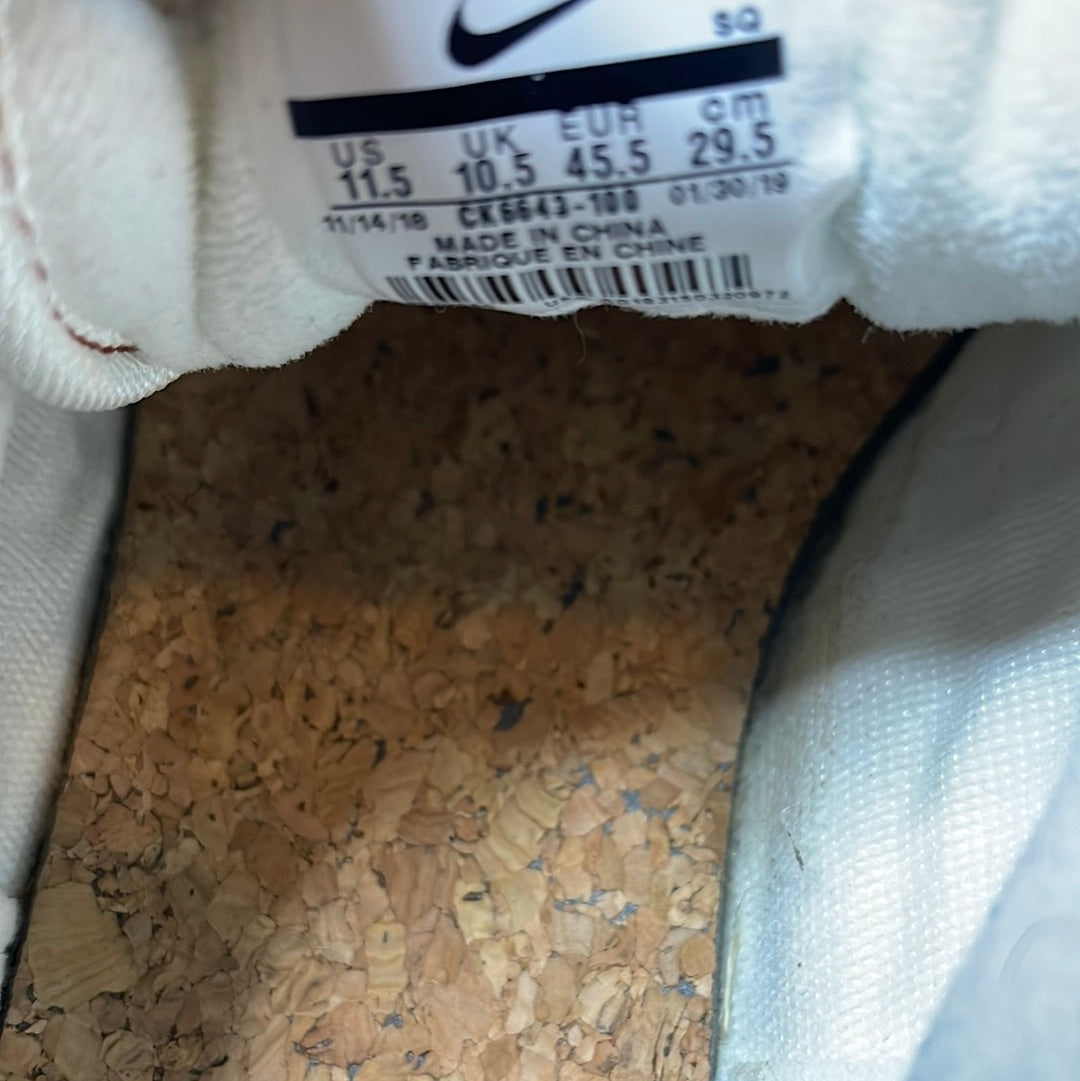 SQ
US UK EUR cm
11.5 10.5 45.5 29.5
11/14/18 CK6643-100 01/30/19
MADE IN CHINA
FABRIQUE EN CHINE